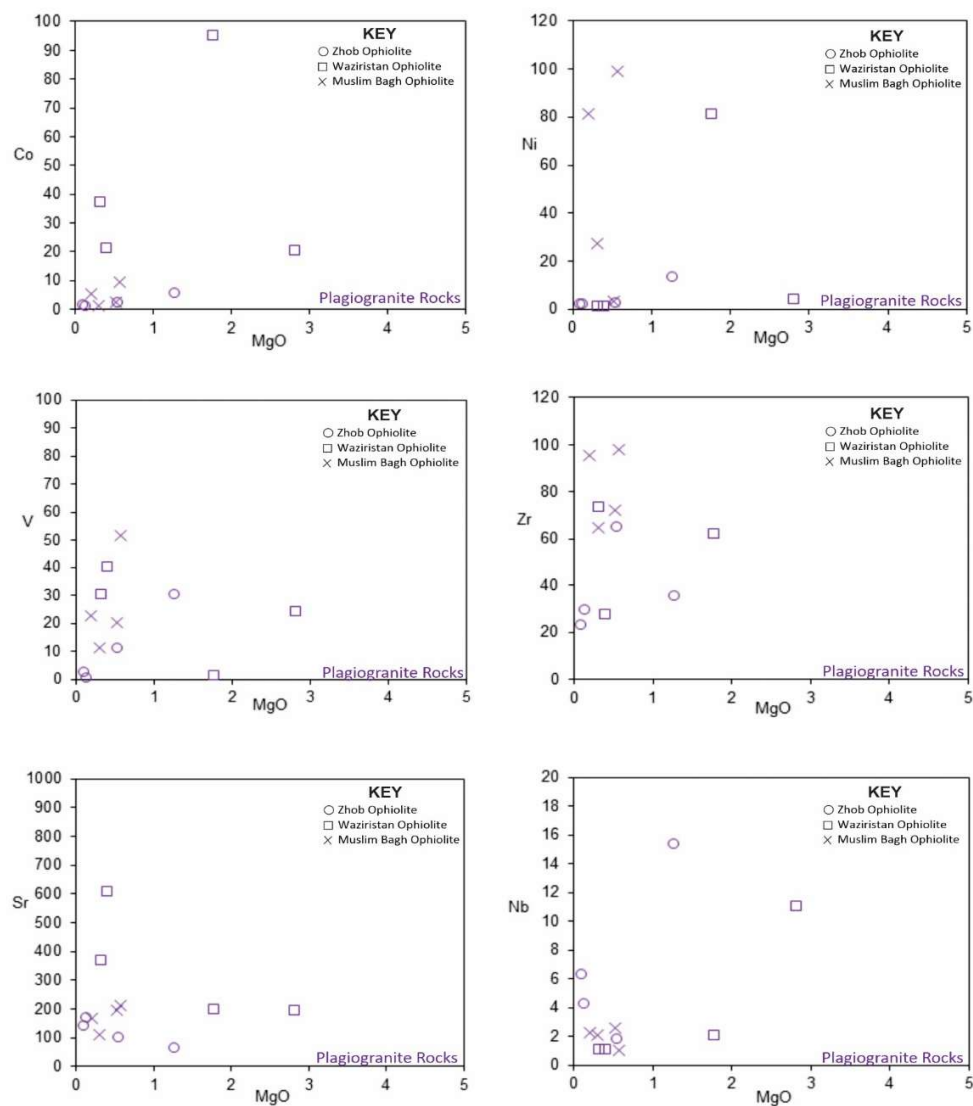 KEY
Zhob Ophiolite
Waziristan Ophiolite
Muslim Bagh Ophiolite
100
90
80
70
60
50
40
30
20
10
0
Co
0 1 2 3 4 5
MgO
Plagiogranite Rocks
KEY
Zhob Ophiolite
Waziristan Ophiolite
Muslim Bagh Ophiolite
120
100
80
60
40
20
0
Ni
0 1 2 3 4 5
MgO
Plagiogranite Rocks
KEY
Zhob Ophiolite
Waziristan Ophiolite
Muslim Bagh Ophiolite
100
90
80
70
60
50
40
30
20
10
0
V
0 1 2 3 4 5
MgO
Plagiogranite Rocks
KEY
Zhob Ophiolite
Waziristan Ophiolite
Muslim Bagh Ophiolite
120
100
80
60
40
20
0
Zr
0 1 2 3 4 5
MgO
Plagiogranite Rocks
KEY
Zhob Ophiolite
Waziristan Ophiolite
Muslim Bagh Ophiolite
1000
900
800
700
600
500
400
300
200
100
0
Sr
0 1 2 3 4 5
MgO
Plagiogranite Rocks
KEY
Zhob Ophiolite
Waziristan Ophiolite
Muslim Bagh Ophiolite
20
18
16
14
12
10
8
6
4
2
0
Nb
0 1 2 3 4 5
MgO
Plagiogranite Rocks